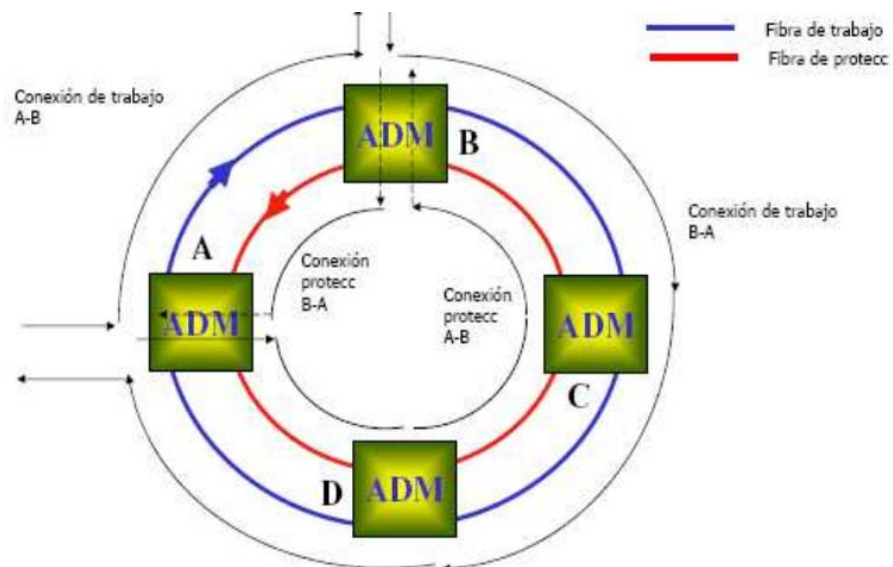 Fibra de trabajo
Fibra de protecc
Conexión de trabajo
A-B
ADM
B
Conexión de trabajo
B-A
A
Conexión
protecc
B-A
Conexión
protecc
A-B
ADM
ADM
C
D
ADM